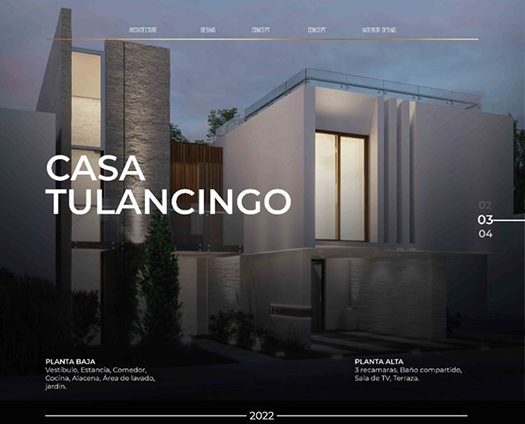 ARCHITECTURE DESING CONCEPT CONCEPT INTERIOR DESING
CASA
TULANCINGO
02
03
04
PLANTA BAJA
Vestíbulo, Estancia, Comedor,
Cocina, Alacena, Área de lavado,
jardin.
PLANTA ALTA
3 recamaras, Baño compartido,
Sala de TV, Terraza.
2022